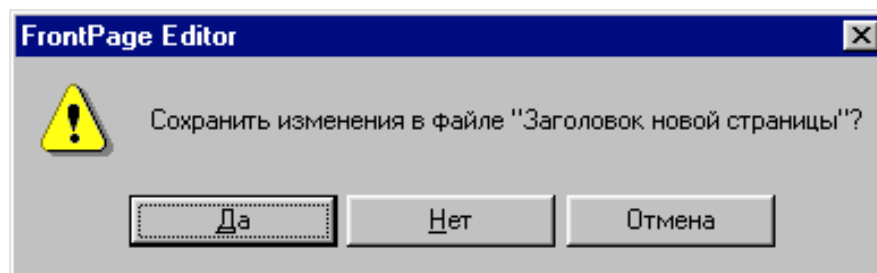 FrontPage Editor
Сохранить изменения в файле "Заголовок новой страницы"?
Да
Нет
Отмена